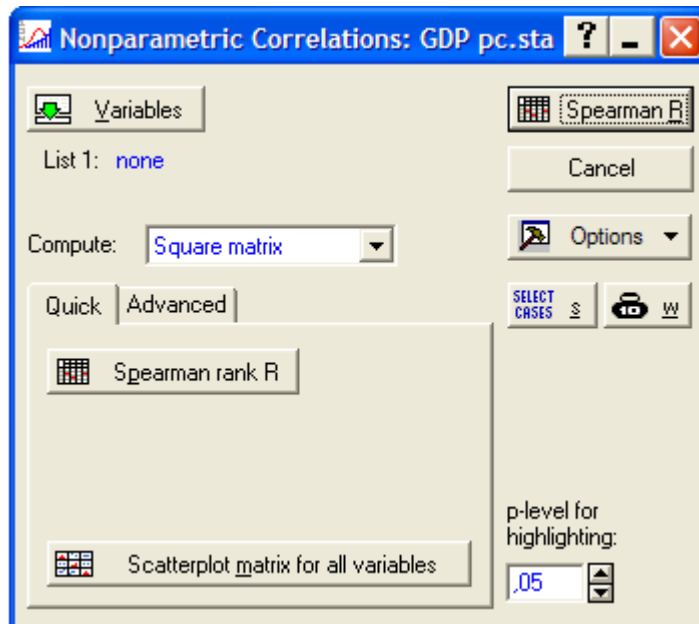 Nonparametric Correlations: GDP pc.sta ?
Variables
Spearman R
List 1: none
Cancel
Compute: Square matrix
Options
Quick Advanced
SELECT CASES S W
Spearman rank R
p-level for
highlighting:
Scatterplot matrix for all variables
,05